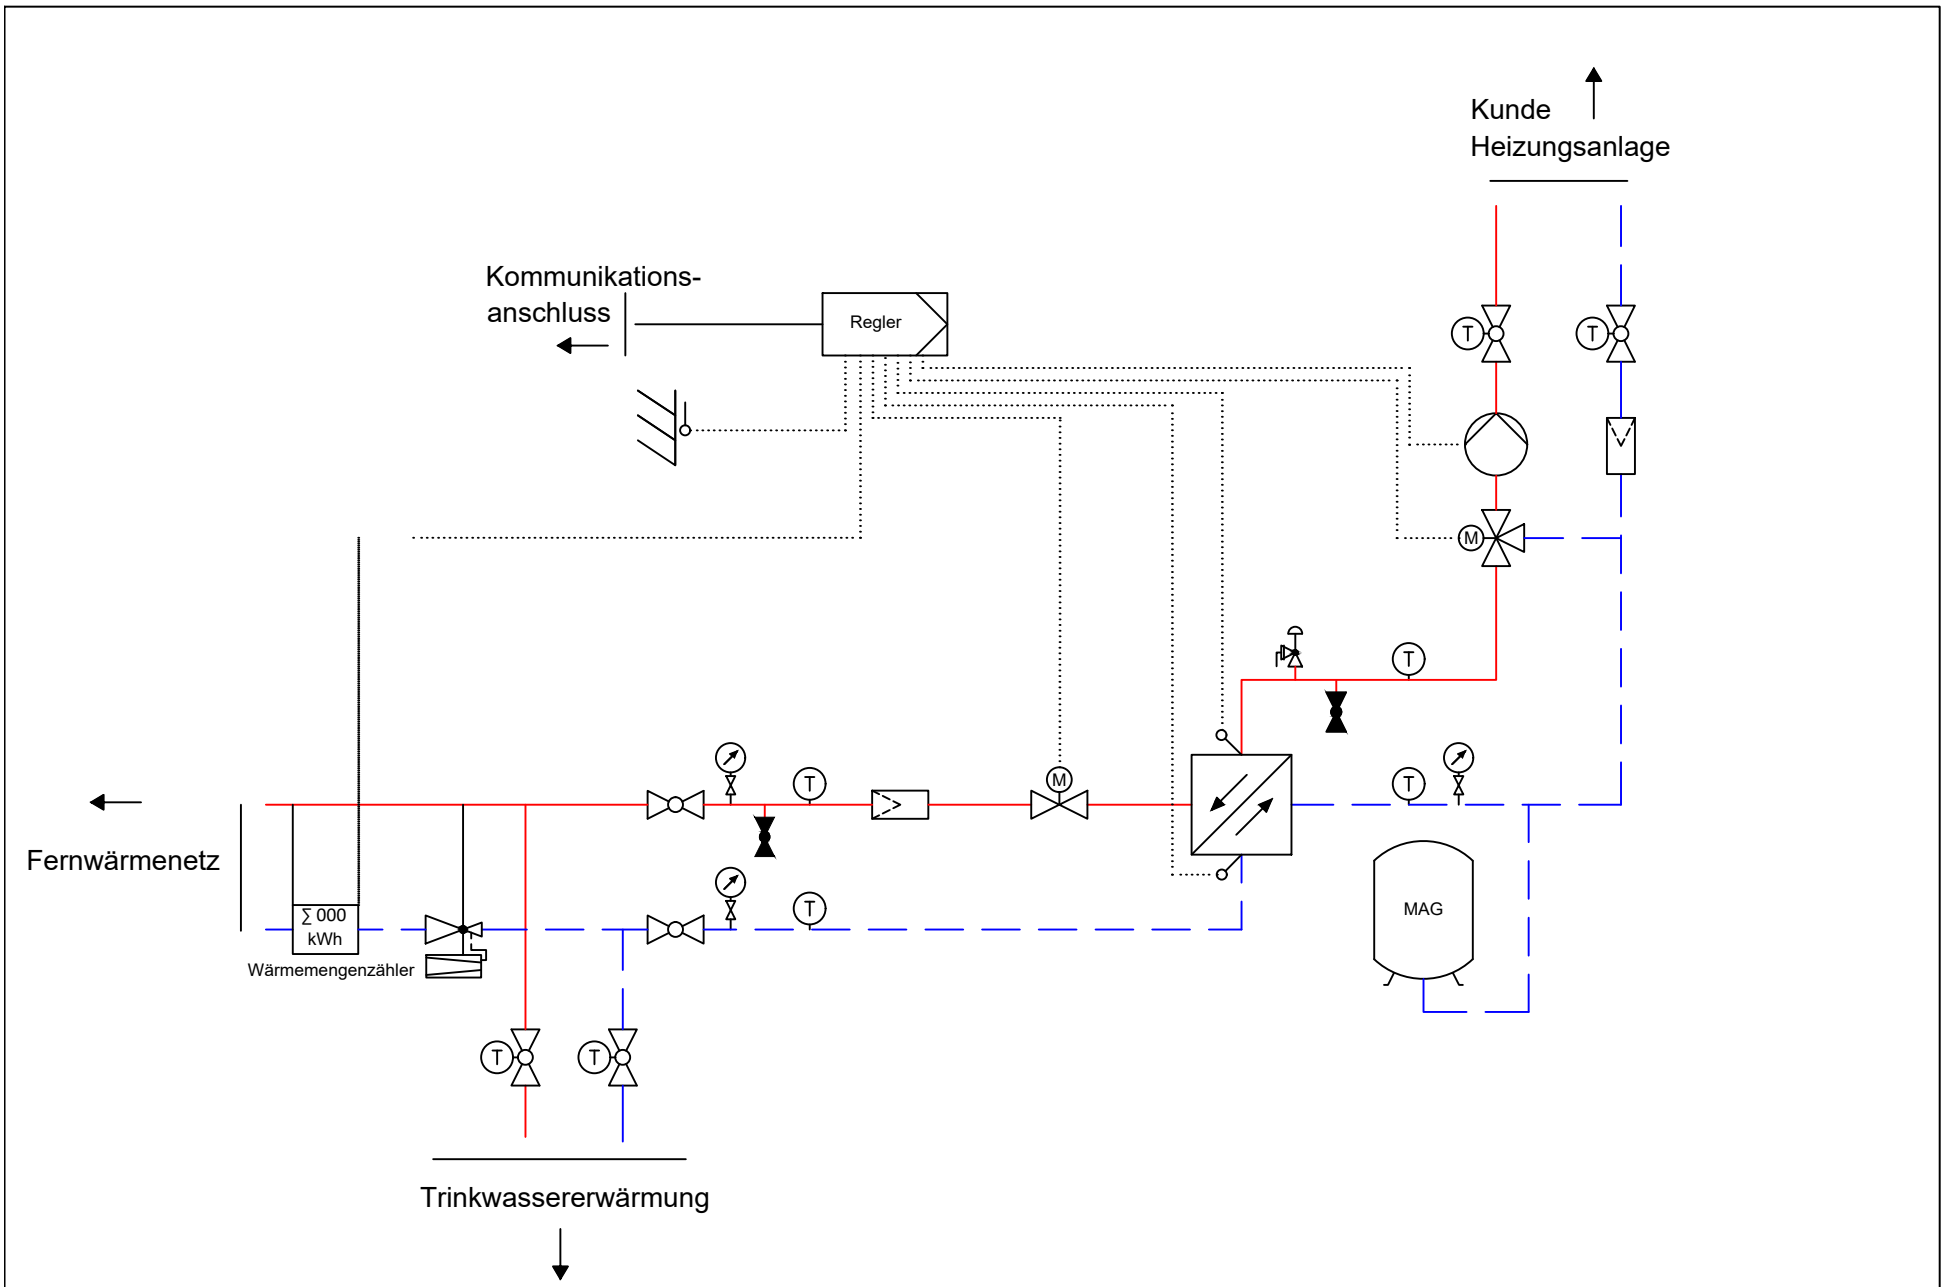 Kunde
Heizungsanlage
Kommunikations-
anschluss
Regler
T
T
M
T
M
T
T
Fernwärmenetz
T
MAG
∑ 000
kWh
Wärmemengenzähler
T
T
Trinkwassererwärmung